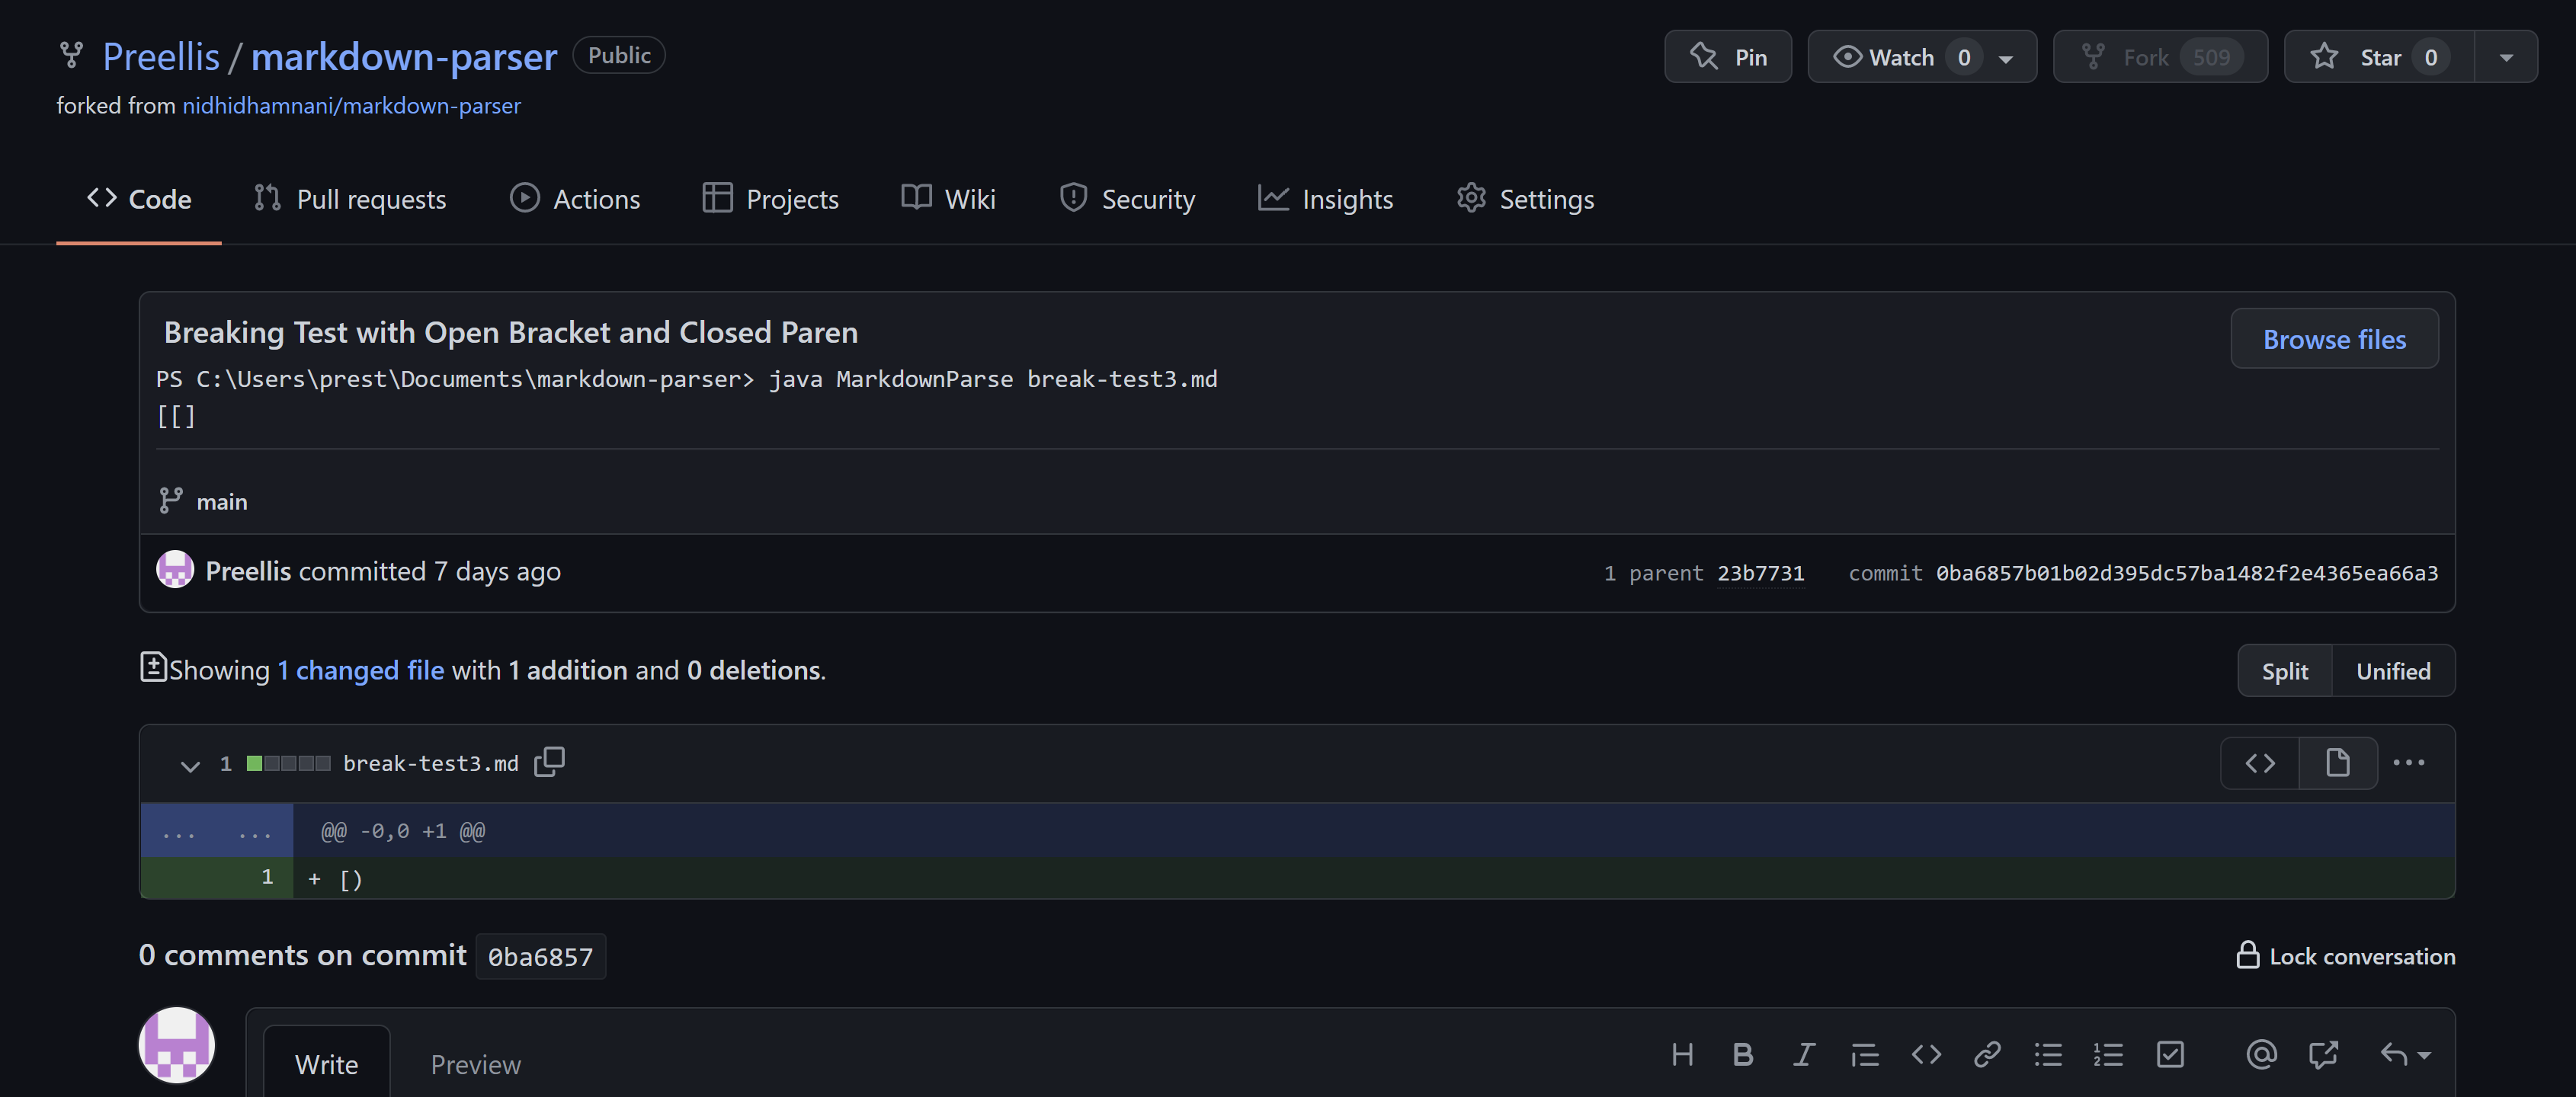 Preellis / markdown-parser Public Pin Watch 0 Fork 509 Star 0
forked from nidhidhamnani/markdown-parser
Code Pull requests Actions Projects Wiki Security Insights Settings
Breaking Test with Open Bracket and Closed Paren Browse files
PS C:\Users\prest\Documents\markdown-parser> java MarkdownParse break-test3.md
[[]
main
Preellis committed 7 days ago 1 parent 23b7731 commit 0ba6857b01b02d395dc57ba1482f2e4365ea66a3
Showing 1 changed file with 1 addition and 0 deletions. Split Unified
1 break-test3.md
... ... @@ -0,0 +1 @@
1 + [)
0 comments on commit 0ba6857 Lock conversation
Write Preview